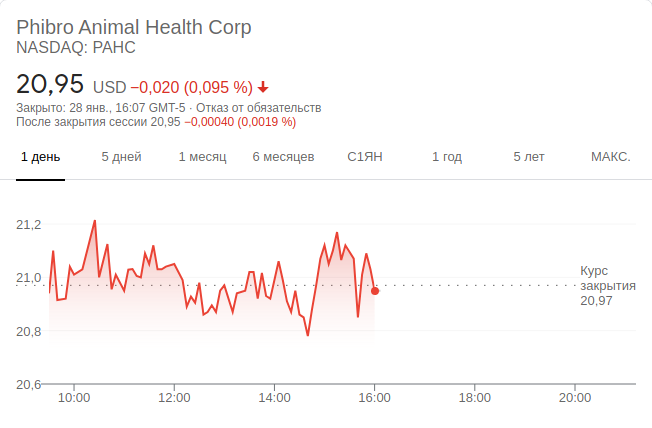 Phibro Animal Health Corp
NASDAQ: PAHC
20,95 USD −0,020 (0,095 %)
Закрыто: 28 янв., 16:07 GMT-5 · Отказ от обязательств
После закрытия сессии 20,95 −0,00040 (0,0019 %)
1 день 5 дней 1 месяц 6 месяцев С1ЯН 1 год 5 лет МАКС.
21,2
21,0
20,8
20,6
Курс
закрытия
20,97
10:00 12:00 14:00 16:00 18:00 20:00